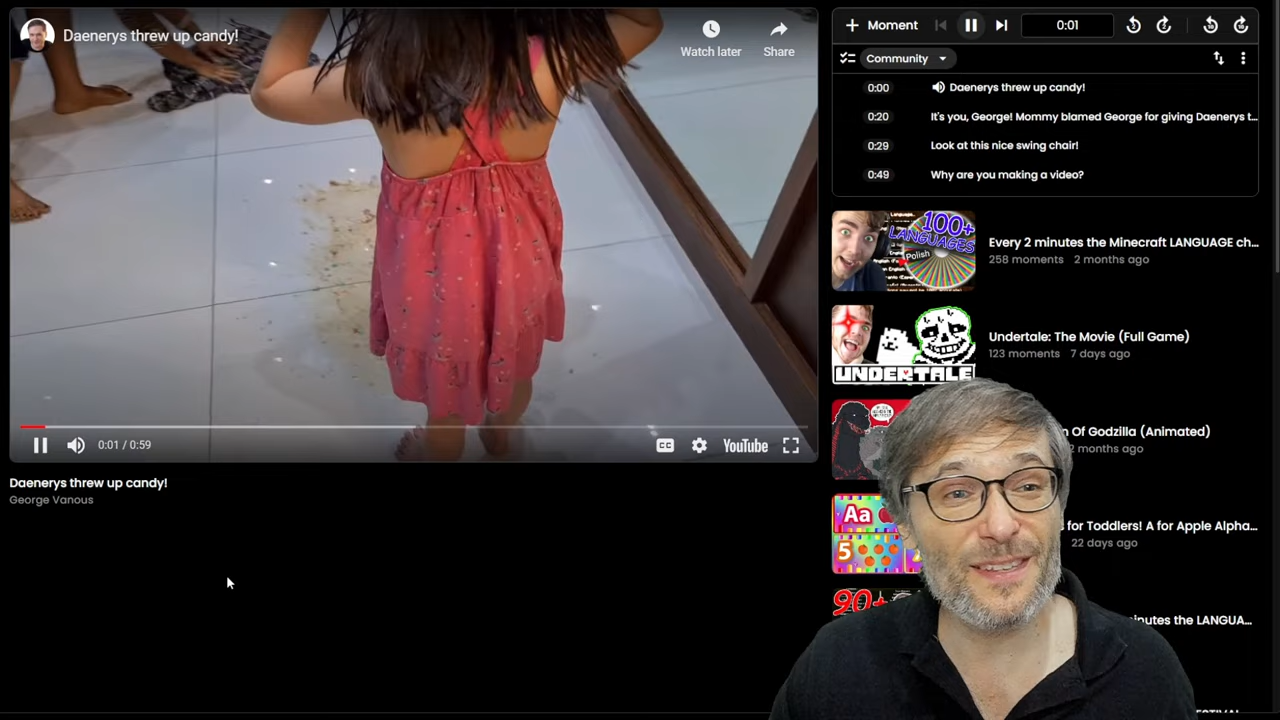 Daenerys threw up candy!
Watch later
Share
0:01 / 0:59
CC
YouTube
Daenerys threw up candy!
George Vanous
+ Moment
0:01
Community
0:00 Daenerys threw up candy!
0:20 It's you, George! Mommy blamed George for giving Daenerys t...
0:29 Look at this nice swing chair!
0:49 Why are you making a video?
Language...
100+
LANGUAGES
Polish
Every 2 minutes the Minecraft LANGUAGE ch...
258 moments 2 months ago
UNDERTALE
Undertale: The Movie (Full Game)
123 moments 7 days ago
Of Godzilla (Animated)
2 months ago
Aa
5
for Toddlers! A for Apple Alpha...
22 days ago
90+
inutes the LANGUA...